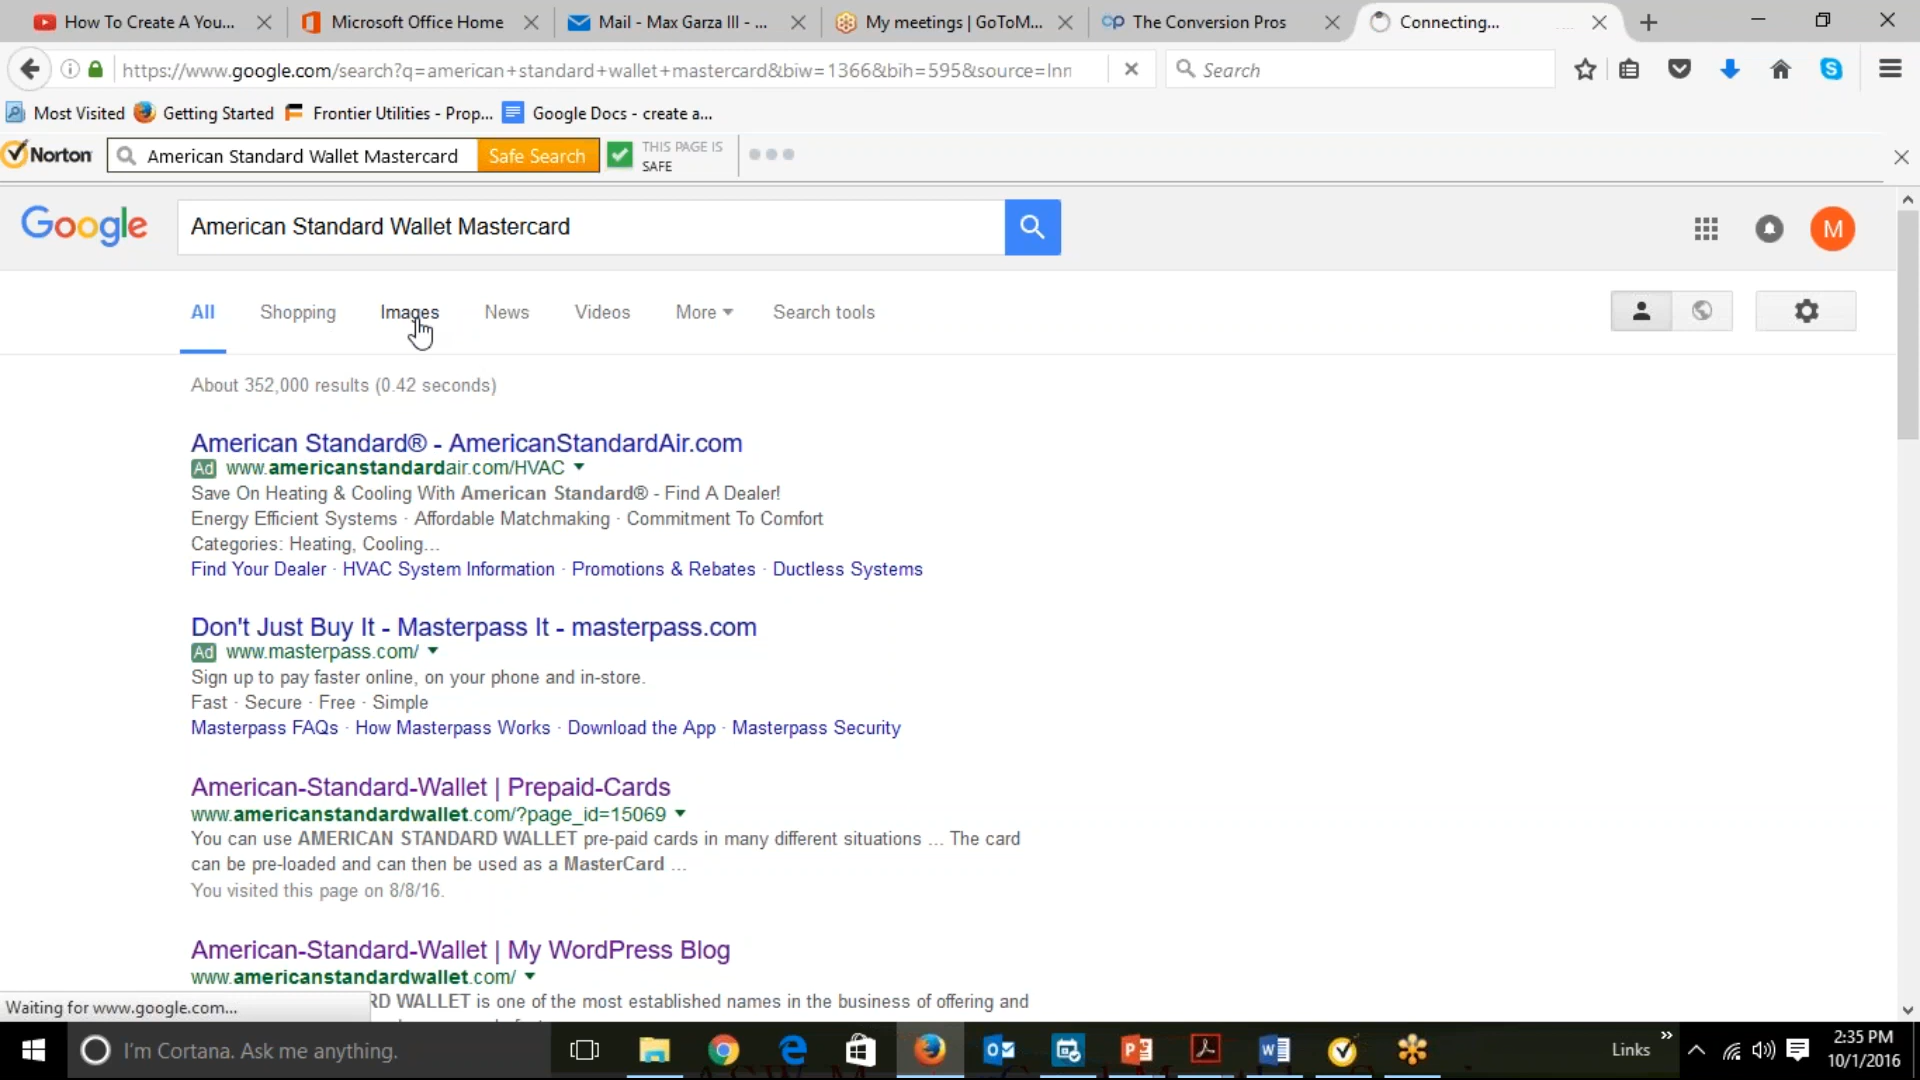 How To Create A You...
Microsoft Office Home
Mail - Max Garza III - ...
My meetings | GoToM...
The Conversion Pros
Connecting...
https://www.google.com/search?q=american+standard+wallet+mastercard&biw=1366&bih=595&source=lnr
Search
Most Visited
Getting Started
Frontier Utilities - Prop...
Google Docs - create a...
Norton
American Standard Wallet Mastercard
Safe Search
THIS PAGE IS
SAFE
Google
American Standard Wallet Mastercard
M
All
Shopping
Images
News
Videos
More
Search tools
About 352,000 results (0.42 seconds)
American Standard® - AmericanStandardAir.com
Ad www.americanstandardair.com/HVAC
Save On Heating & Cooling With American Standard® - Find A Dealer!
Energy Efficient Systems · Affordable Matchmaking · Commitment To Comfort
Categories: Heating, Cooling...
Find Your Dealer · HVAC System Information · Promotions & Rebates · Ductless Systems
Don't Just Buy It - Masterpass It - masterpass.com
Ad www.masterpass.com/
Sign up to pay faster online, on your phone and in-store.
Fast · Secure · Free · Simple
Masterpass FAQs · How Masterpass Works · Download the App · Masterpass Security
American-Standard-Wallet | Prepaid-Cards
www.americanstandardwallet.com/?page_id=15069
You can use AMERICAN STANDARD WALLET pre-paid cards in many different situations ... The card
can be pre-loaded and can then be used as a MasterCard ...
You visited this page on 8/8/16.
American-Standard-Wallet | My WordPress Blog
www.americanstandardwallet.com/
RD WALLET is one of the most established names in the business of offering and
Waiting for www.google.com...
I'm Cortana. Ask me anything.
Links
2:35 PM
10/1/2016